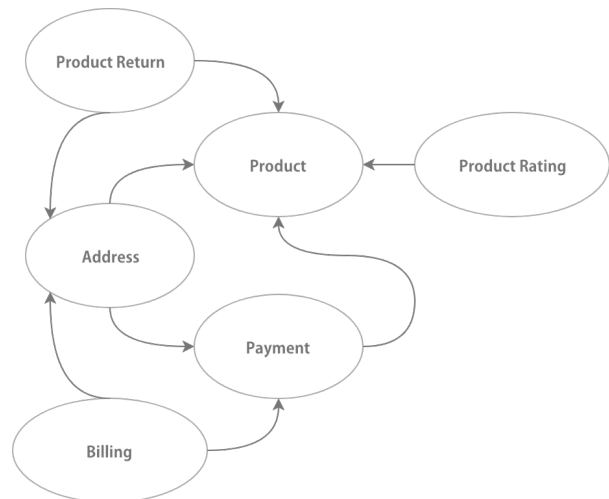 Product Return
Product
Product Rating
Address
Payment
Billing